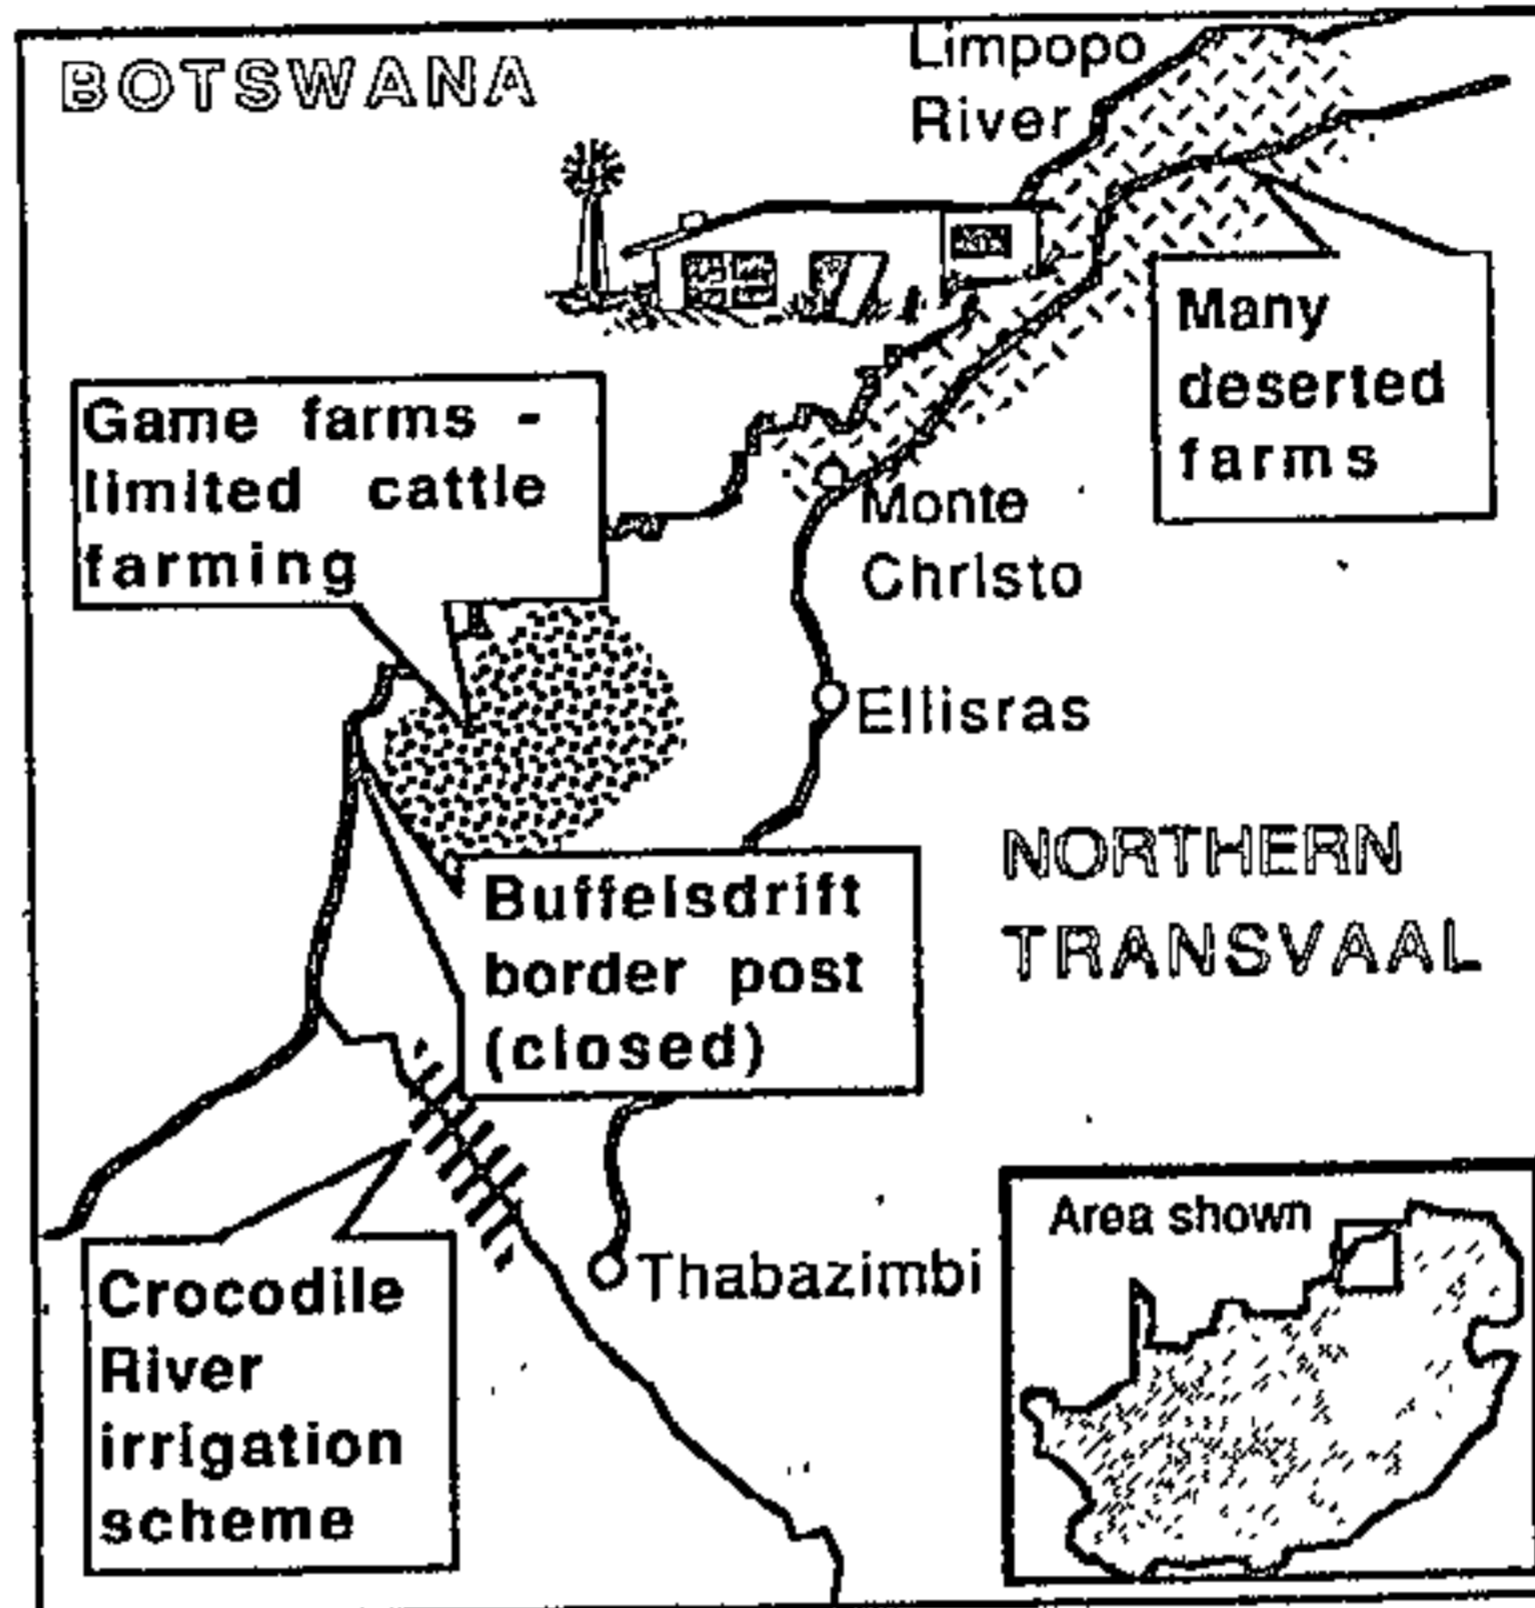 BOTSWANA
Limpopo
River
Many
deserted
farms
Game farms -
limited cattle
farming
Monte
Christo
Ellisras
NORTHERN
TRANSVAAL
Buffelsdrift
border post
(closed)
Area shown
Thabazimbi
Crocodile
River
irrigation
scheme